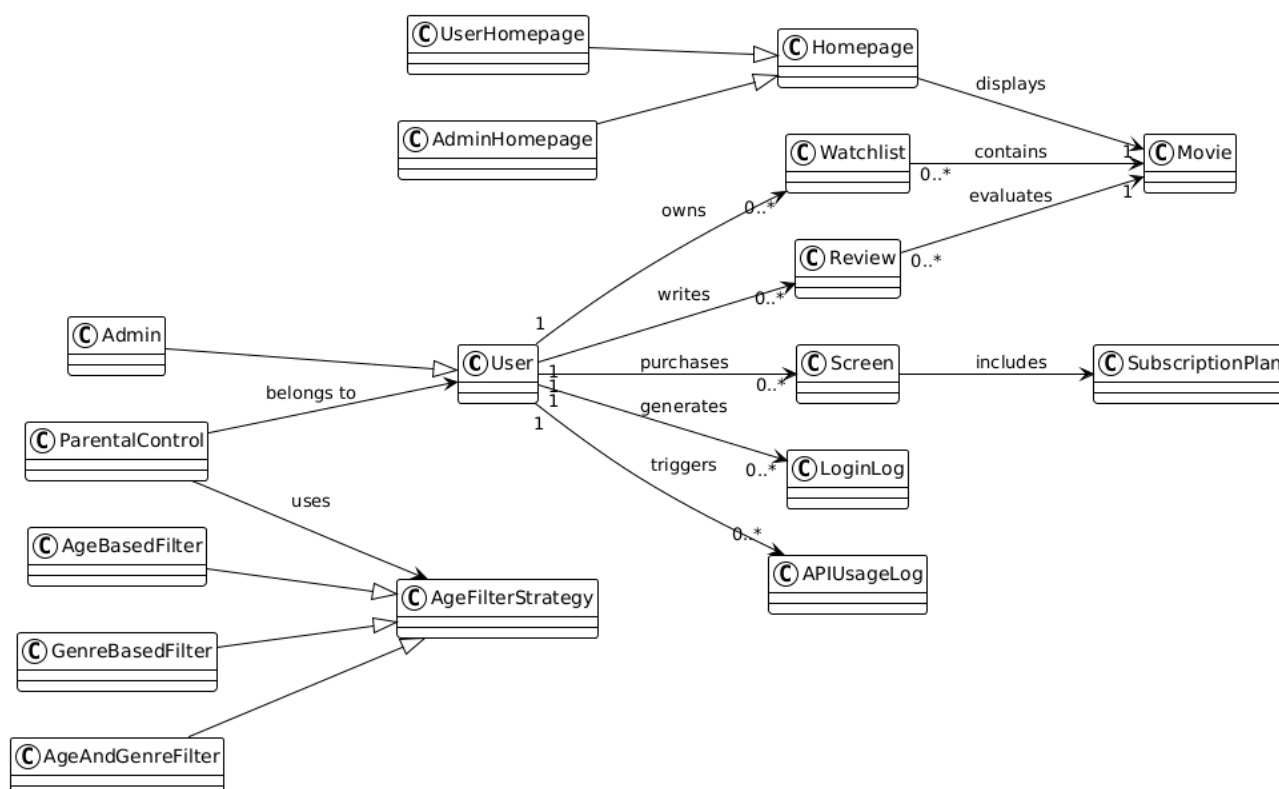 C UserHomepage
C Homepage
displays
C AdminHomepage
C Watchlist
contains
1
C Movie
0..*
evaluates
1
owns
0..*
C Review
0..*
writes
0..*
1
C Admin
C User
purchases
C Screen
includes
C SubscriptionPlan
1
0..*
1
belongs to
1
generates
1
C ParentalControl
triggers
0..*
C LoginLog
uses
0..*
C AgeBasedFilter
C APIUsageLog
C AgeFilterStrategy
C GenreBasedFilter
C AgeAndGenreFilter